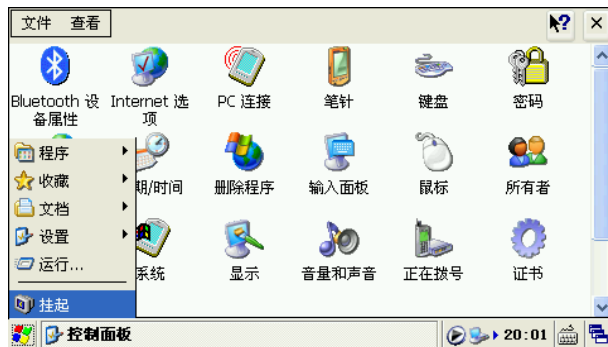 文件 查看
Bluetooth 设备属性
Internet 选项
PC 连接
笔针
键盘
密码
期/时间
删除程序
输入面板
鼠标
所有者
系统
显示
音量和声音
正在拨号
证书
程序
收藏
文档
设置
运行...
挂起
控制面板
20:01